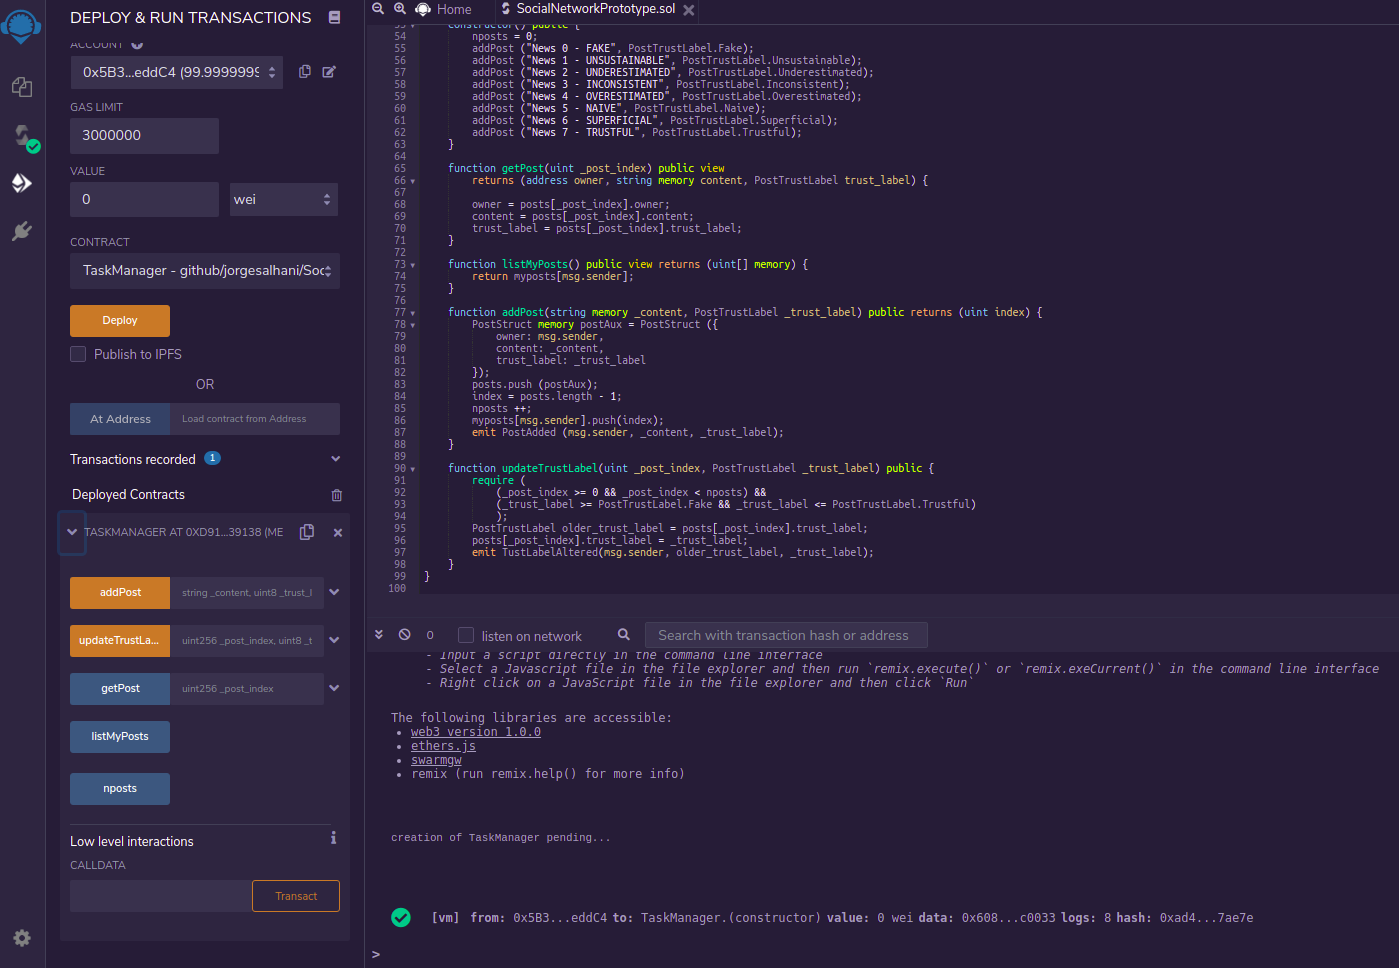 DEPLOY & RUN TRANSACTIONS
ACCOUNT
0x5B3...eddC4 (99.9999999
GAS LIMIT
3000000
VALUE
0
wei
CONTRACT
TaskManager - github/jorgesalhani/Soc
Deploy
Publish to IPFS
OR
At Address
Load contract from Address
Transactions recorded 1
Deployed Contracts
TASKMANAGER AT 0XD91...39138 (ME
addPost
string _content, uint8 _trust_l
updateTrustLa...
uint256 _post_index, uint8 _t
getPost
uint256 _post_index
listMyPosts
nposts
Low level interactions
CALLDATA
Transact
Home
SocialNetworkPrototype.sol
53 constructor() public {
54 nposts = 0;
55 addPost ("News 0 - FAKE", PostTrustLabel.Fake);
56 addPost ("News 1 - UNSUSTAINABLE", PostTrustLabel.Unsustainable);
57 addPost ("News 2 - UNDERESTIMATED", PostTrustLabel.Underestimated);
58 addPost ("News 3 - INCONSISTENT", PostTrustLabel.Inconsistent);
59 addPost ("News 4 - OVERESTIMATED", PostTrustLabel.Overestimated);
60 addPost ("News 5 - NAIVE", PostTrustLabel.Naive);
61 addPost ("News 6 - SUPERFICIAL", PostTrustLabel.Superficial);
62 addPost ("News 7 - TRUSTFUL", PostTrustLabel.Trustful);
63 }
64
65 function getPost(uint _post_index) public view
66 returns (address owner, string memory content, PostTrustLabel trust_label) {
67
68 owner = posts[_post_index].owner;
69 content = posts[_post_index].content;
70 trust_label = posts[_post_index].trust_label;
71 }
72
73 function listMyPosts() public view returns (uint[] memory) {
74 return myposts[msg.sender];
75 }
76
77 function addPost(string memory _content, PostTrustLabel _trust_label) public returns (uint index) {
78 PostStruct memory postAux = PostStruct ({
79 owner: msg.sender,
80 content: _content,
81 trust_label: _trust_label
82 });
83 posts.push (postAux);
84 index = posts.length - 1;
85 nposts ++;
86 myposts[msg.sender].push(index);
87 emit PostAdded (msg.sender, _content, _trust_label);
88 }
89
90 function updateTrustLabel(uint _post_index, PostTrustLabel _trust_label) public {
91 require (
92 (_post_index >= 0 && _post_index < nposts) &&
93 (_trust_label >= PostTrustLabel.Fake && _trust_label <= PostTrustLabel.Trustful)
94 );
95 PostTrustLabel older_trust_label = posts[_post_index].trust_label;
96 posts[_post_index].trust_label = _trust_label;
97 emit TustLabelAltered(msg.sender, older_trust_label, _trust_label);
98 }
99 }
100
0
listen on network
Search with transaction hash or address
- Input a script directly in the command line interface
- Select a Javascript file in the file explorer and then run `remix.execute()` or `remix.exeCurrent()` in the command line interface
- Right click on a JavaScript file in the file explorer and then click `Run`
The following libraries are accessible:
• web3 version 1.0.0
• ethers.js
• swarmgw
• remix (run remix.help() for more info)
creation of TaskManager pending...
[vm] from: 0x5B3...eddC4 to: TaskManager.(constructor) value: 0 wei data: 0x608...c0033 logs: 8 hash: 0xad4...7ae7e
>